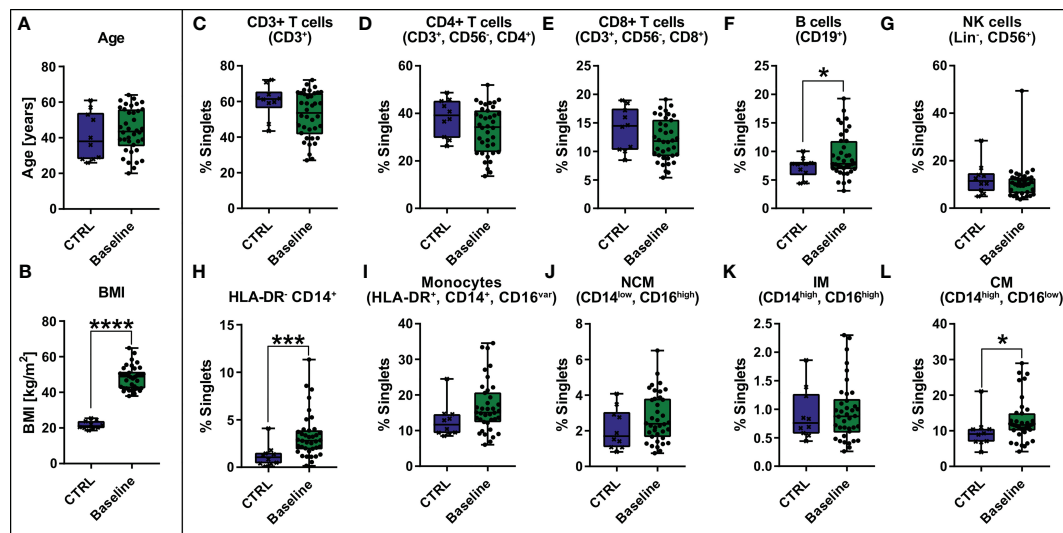 A
Age
Age [years]
80
60
40
20
0
CTRL
Baseline
B
BMI
****
BMI [kg/m²]
80
60
40
20
0
CTRL
Baseline
C
CD3+ T cells
(CD3⁺)
% Singlets
80
60
40
20
0
CTRL
Baseline
D
CD4+ T cells
(CD3⁺, CD56⁻, CD4⁺)
% Singlets
60
40
20
0
CTRL
Baseline
E
CD8+ T cells
(CD3⁺, CD56⁻, CD8⁺)
% Singlets
25
20
15
10
5
0
CTRL
Baseline
F
B cells
(CD19⁺)
*
% Singlets
25
20
15
10
5
0
CTRL
Baseline
G
NK cells
(Lin⁻, CD56⁺)
% Singlets
60
40
20
0
CTRL
Baseline
H
HLA-DR⁻ CD14⁺
***
% Singlets
15
10
5
0
CTRL
Baseline
I
Monocytes
(HLA-DR⁺, CD14⁺, CD16ᵛᵃʳ)
% Singlets
40
30
20
10
0
CTRL
Baseline
J
NCM
(CD14ˡᵒʷ, CD16ʰⁱᵍʰ)
% Singlets
8
6
4
2
0
CTRL
Baseline
K
IM
(CD14ʰⁱᵍʰ, CD16ʰⁱᵍʰ)
% Singlets
2.5
2.0
1.5
1.0
0.5
0.0
CTRL
Baseline
L
CM
(CD14ʰⁱᵍʰ, CD16ˡᵒʷ)
*
% Singlets
40
30
20
10
0
CTRL
Baseline